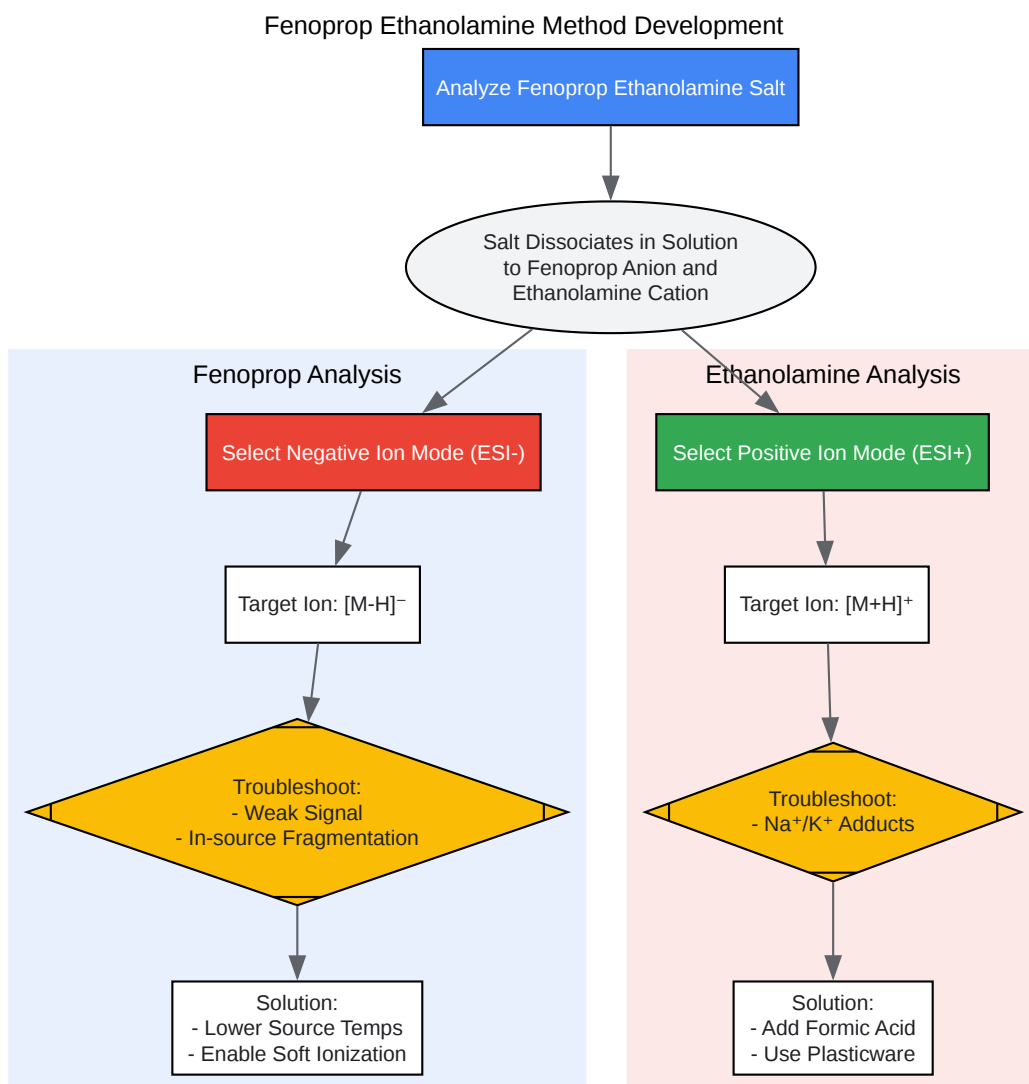 Fenoprop Ethanolamine Method Development
Analyze Fenoprop Ethanolamine Salt
Salt Dissociates in Solution
to Fenoprop Anion and
Ethanolamine Cation
Fenoprop Analysis
Select Negative Ion Mode (ESI-)
Target Ion: [M-H]⁻
Troubleshoot:
- Weak Signal
- In-source Fragmentation
Solution:
- Lower Source Temps
- Enable Soft Ionization
Ethanolamine Analysis
Select Positive Ion Mode (ESI+)
Target Ion: [M+H]⁺
Troubleshoot:
- Na⁺/K⁺ Adducts
Solution:
- Add Formic Acid
- Use Plasticware